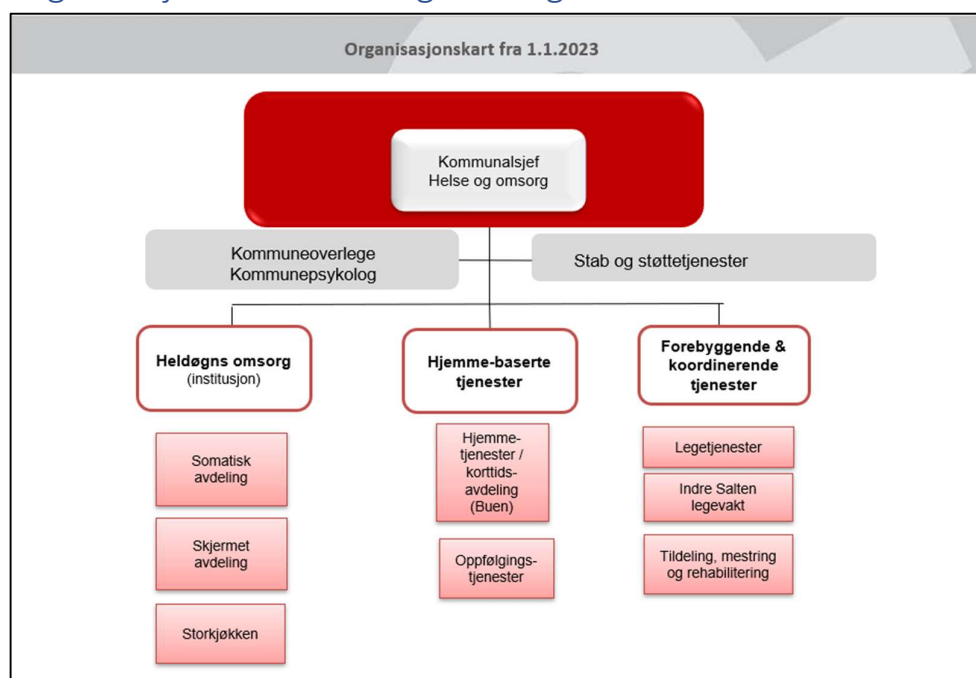 Organisasjonskart fra 1.1.2023
Kommunalsjef
Helse og omsorg
Kommuneoverlege
Kommunepsykolog
Stab og støttetjenester
Heldøgns omsorg
(institusjon)
Hjemme-baserte
tjenester
Forebyggende &
koordinerende
tjenester
Somatisk
avdeling
Skjermet
avdeling
Storkjøkken
Hjemme-
tjenester /
korttids-
avdeling
(Buen)
Oppfølgings-
tjenester
Legetjenester
Indre Salten
legevakt
Tildeling, mestring
og rehabilitering